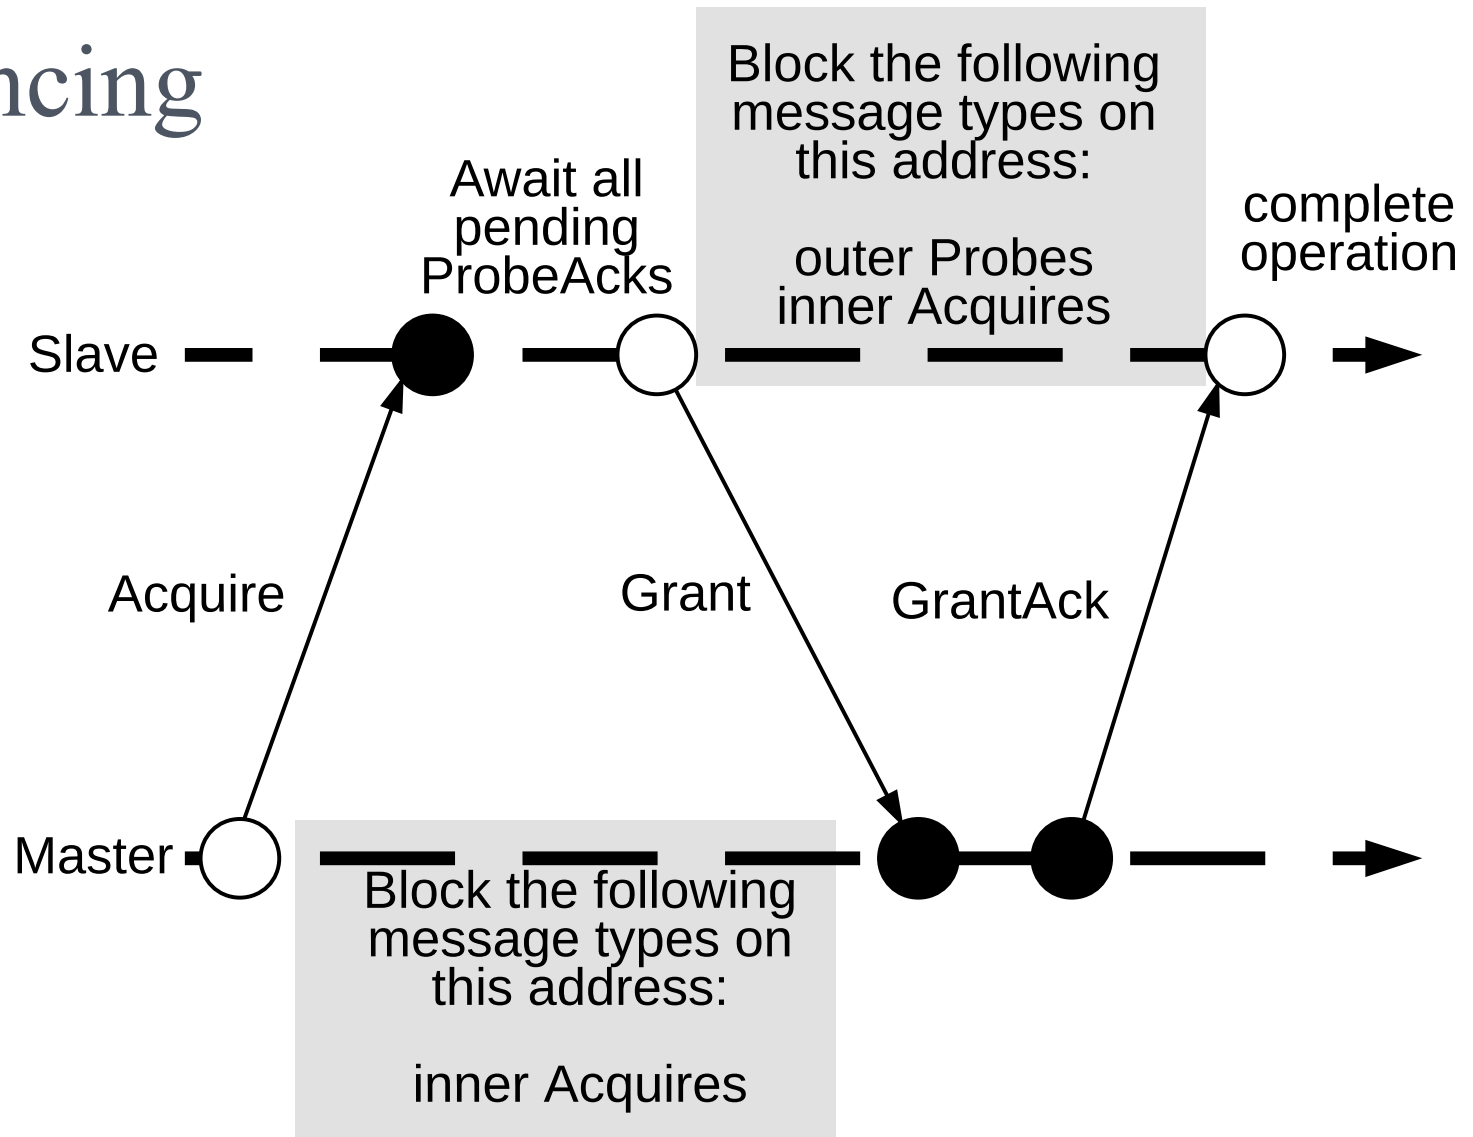 ncing
Block the following
message types on
this address:
outer Probes
inner Acquires
Await all
pending
ProbeAcks
complete
operation
Slave
Acquire
Grant
GrantAck
Master
Block the following
message types on
this address:
inner Acquires